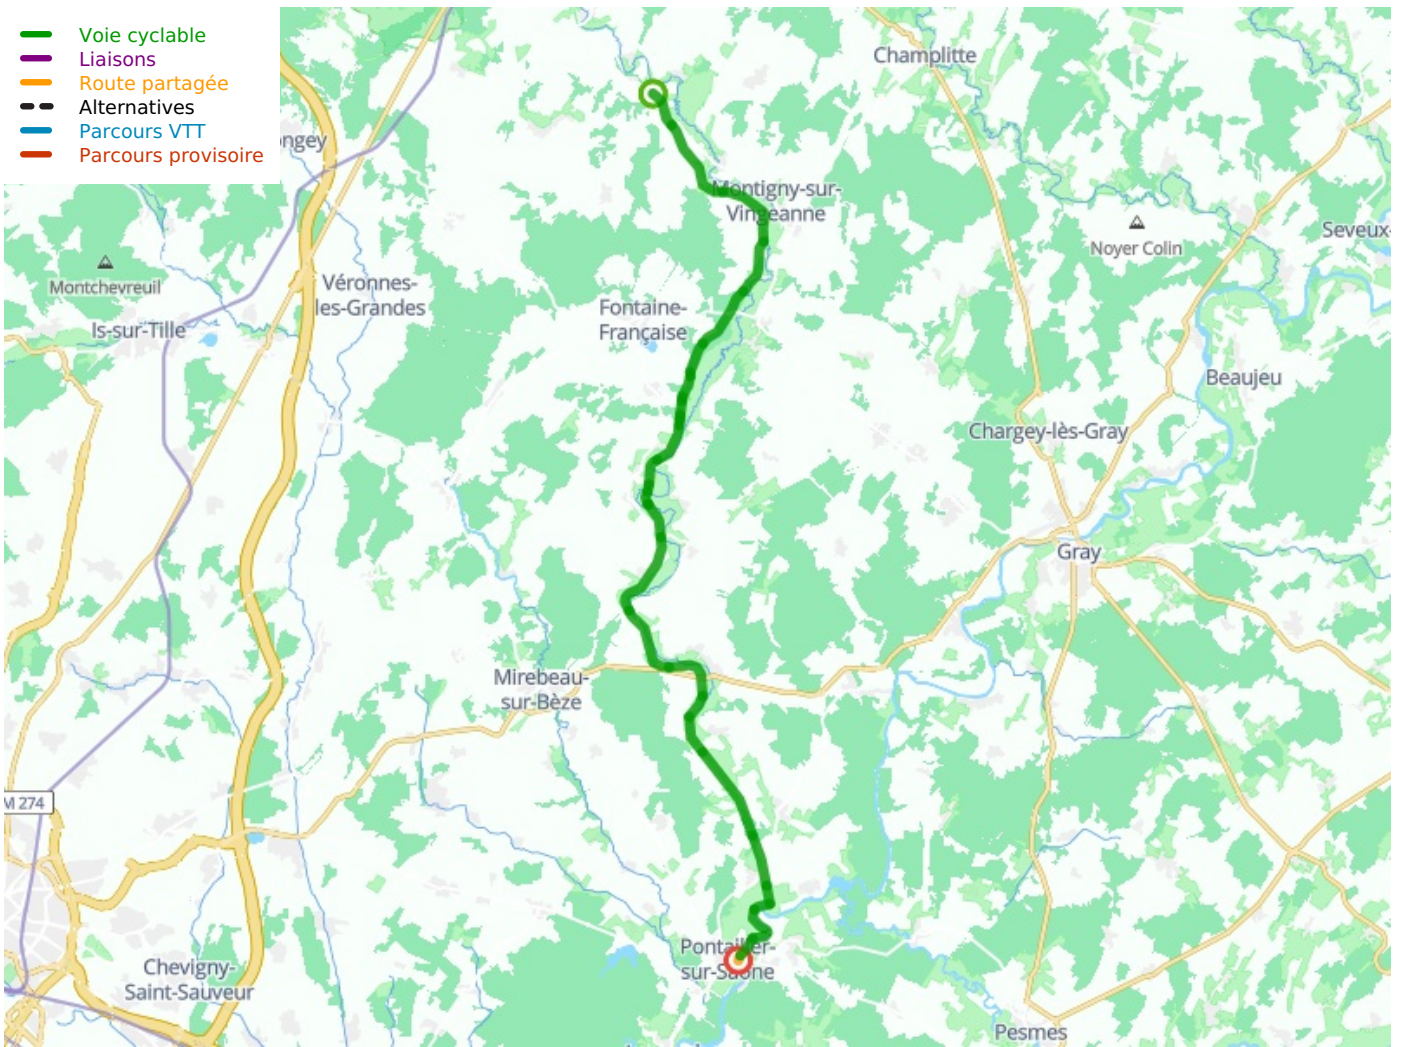 Voie cyclable
Liaisons
Route partagée
Alternatives
Parcours VTT
Parcours provisoire
Champlitte
ongey
Montigny-sur-
Vingeanne
Noyer Colin
Seveux-
Montchevreuil
Véronnes-
les-Grandes
Is-sur-Tille
Fontaine-
Française
Beaujeu
Chargey-lès-Gray
Gray
Mirebeau-
sur-Bèze
M 274
Pontailler-
sur-Saône
Chevigny-
Saint-Sauveur
Pesmes